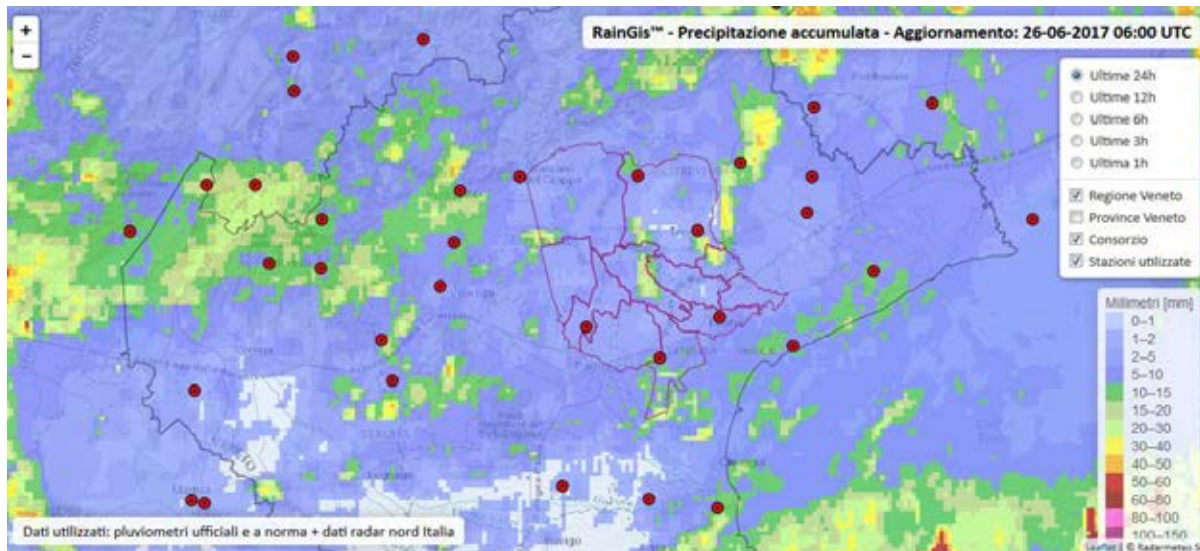 +
−
RainGis™ - Precipitazione accumulata - Aggiornamento: 26-06-2017 06:00 UTC
Ultime 24h
Ultime 12h
Ultime 6h
Ultime 3h
Ultima 1h
Regione Veneto
Province Veneto
Consorzio
Stazioni utilizzate
Millimetri [mm]
0–1
1–2
2–5
5–10
10–15
15–20
20–30
30–40
40–50
50–60
60–80
80–100
100–150
Dati utilizzati: pluviometri ufficiali e a norma + dati radar nord Italia
Leaflet | © Radarmeteo